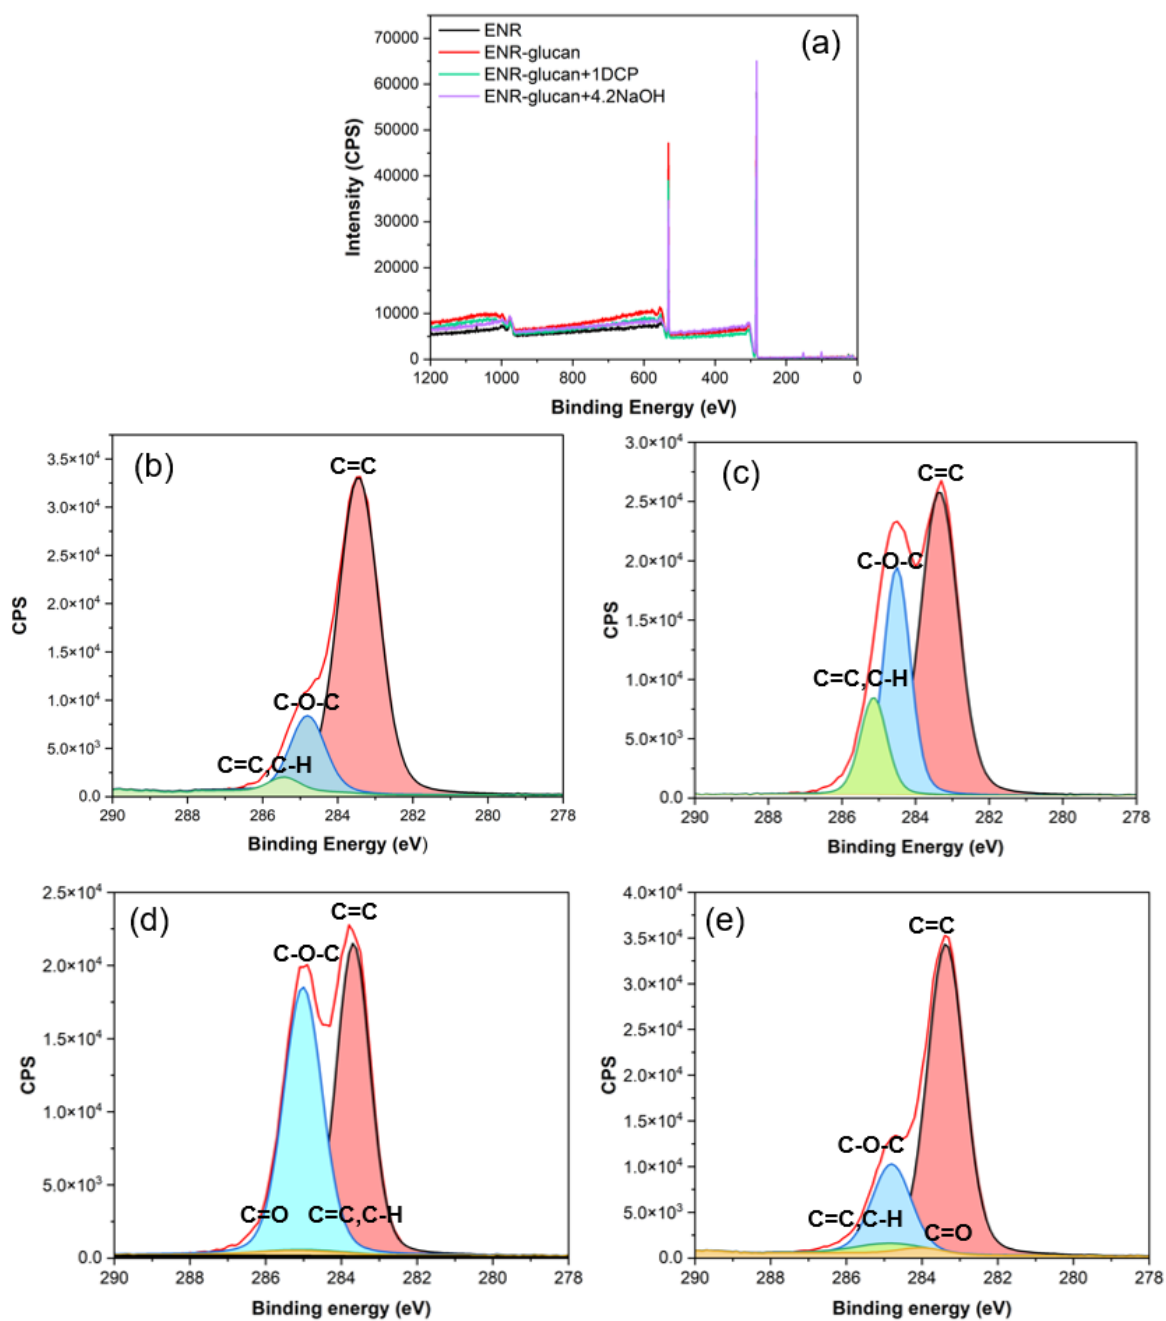 (a)
ENR
ENR-glucan
ENR-glucan+1DCP
ENR-glucan+4.2NaOH
Intensity (CPS)
70000
60000
50000
40000
30000
20000
10000
0
1200 1000 800 600 400 200 0
Binding Energy (eV)
(b)
C=C
C-O-C
C=C,C-H
CPS
3.5×10⁴
3.0×10⁴
2.5×10⁴
2.0×10⁴
1.5×10⁴
1.0×10⁴
5.0×10³
0.0
290 288 286 284 282 280 278
Binding Energy (eV)
(c)
C=C
C-O-C
C=C,C-H
CPS
3.0×10⁴
2.5×10⁴
2.0×10⁴
1.5×10⁴
1.0×10⁴
5.0×10³
0.0
290 288 286 284 282 280 278
Binding Energy (eV)
(d)
C=C
C-O-C
C=O C=C,C-H
CPS
2.5×10⁴
2.0×10⁴
1.5×10⁴
1.0×10⁴
5.0×10³
0.0
290 288 286 284 282 280 278
Binding energy (eV)
(e)
C=C
C-O-C
C=C,C-H
C=O
CPS
4.0×10⁴
3.5×10⁴
3.0×10⁴
2.5×10⁴
2.0×10⁴
1.5×10⁴
1.0×10⁴
5.0×10³
0.0
290 288 286 284 282 280 278
Binding energy (eV)